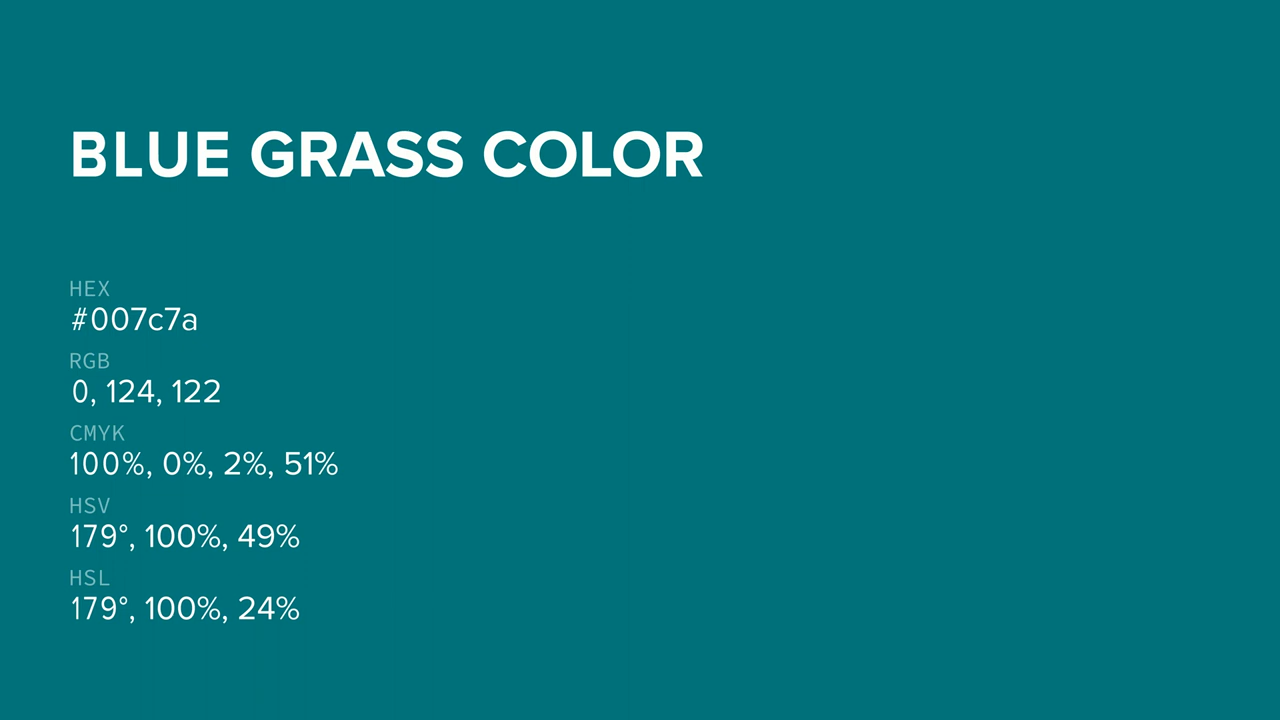 BLUE GRASS COLOR
HEX
#007c7a
RGB
0, 124, 122
CMYK
100%, 0%, 2%, 51%
HSV
179°, 100%, 49%
HSL
179°, 100%, 24%